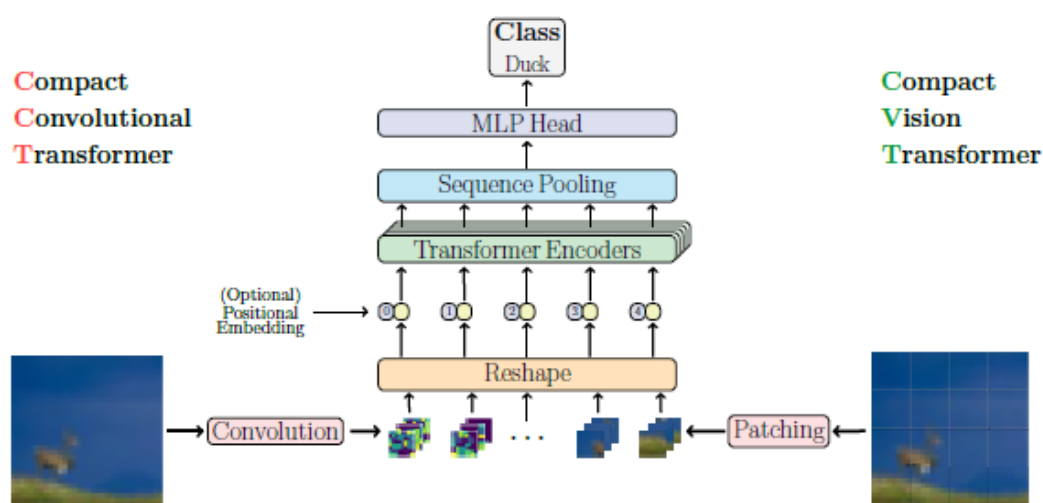 Class
Duck
Compact
Convolutional
Transformer
Compact
Vision
Transformer
MLP Head
Sequence Pooling
Transformer Encoders
(Optional)
Positional
Embedding
0 1 2 3 4
Reshape
Convolution
...
Patching